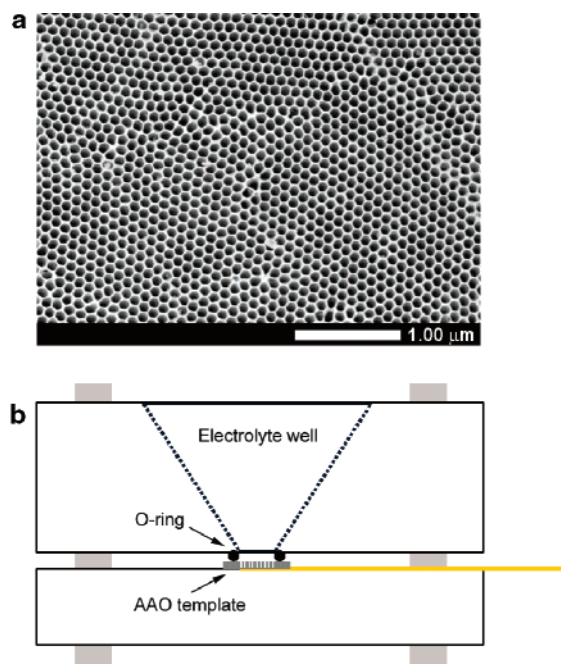 a
1.00 μm
b
Electrolyte well
O-ring
AAO template